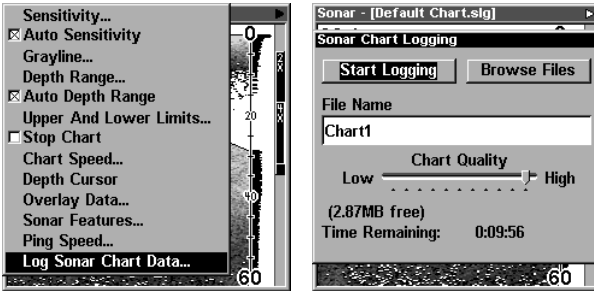 Sensitivity...
Auto Sensitivity
Grayline...
Depth Range...
Auto Depth Range
Upper And Lower Limits...
Stop Chart
Chart Speed...
Depth Cursor
Overlay Data...
Sonar Features...
Ping Speed...
Log Sonar Chart Data...
0
20
40
60
Sonar - [Default Chart.slg]
Sonar Chart Logging
Start Logging
Browse Files
File Name
Chart1
Chart Quality
Low
High
(2.87MB free)
Time Remaining: 0:09:56
60